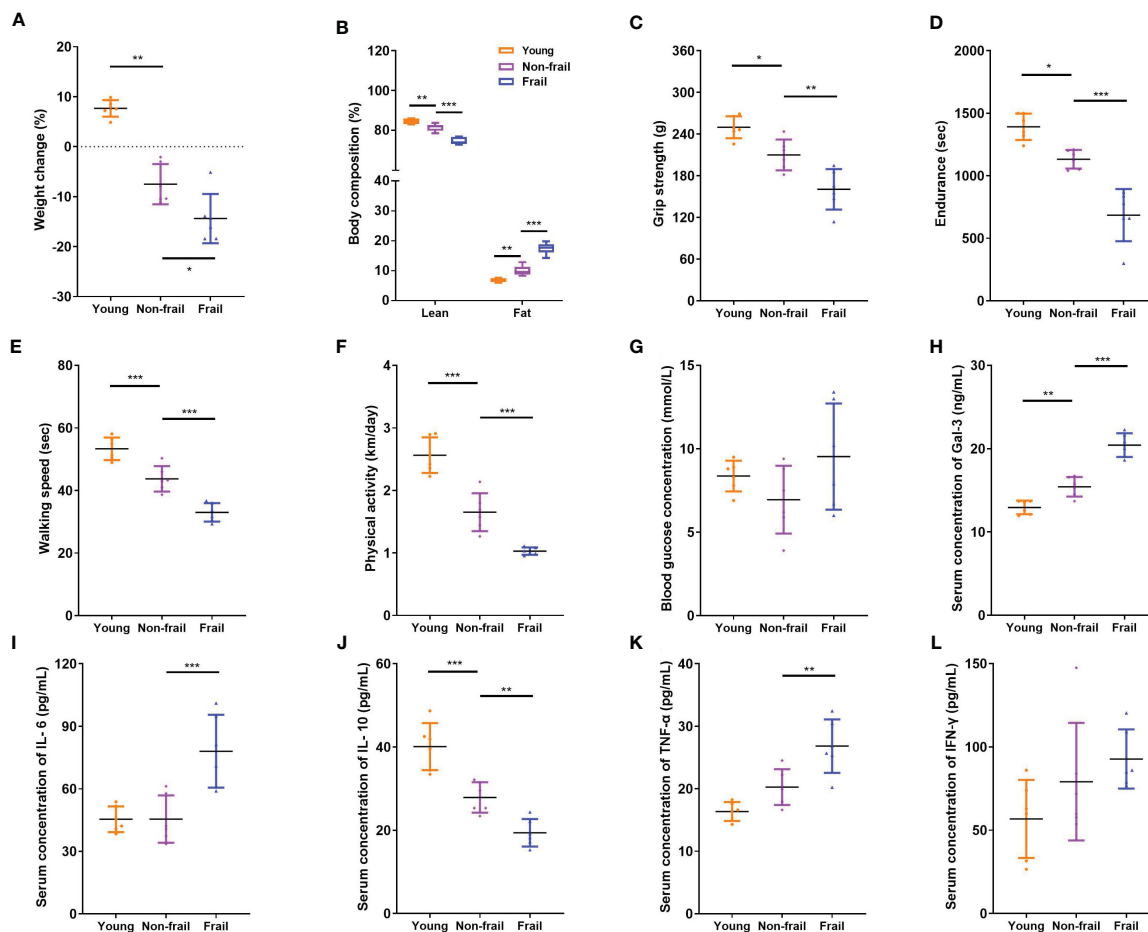 A
Weight change (%)
20
10
0
-10
-20
-30
**
*
Young Non-frail Frail
B
Body composition (%)
120
100
80
40
30
20
10
0
Young
Non-frail
Frail
** ***
** ***
Lean Fat
C
Grip strength (g)
360
300
240
180
120
60
0
*
**
Young Non-frail Frail
D
Endurance (sec)
2000
1500
1000
500
0
*
***
Young Non-frail Frail
E
Walking speed (sec)
80
60
40
20
0
***
***
Young Non-frail Frail
F
Physical activity (km/day)
4
3
2
1
0
***
***
Young Non-frail Frail
G
Blood glucose concentration (mmol/L)
15
10
5
0
Young Non-frail Frail
H
Serum concentration of Gal-3 (ng/mL)
30
20
10
0
**
***
Young Non-frail Frail
I
Serum concentration of IL- 6 (pg/mL)
120
90
60
30
0
***
Young Non-frail Frail
J
Serum concentration of IL- 10 (pg/mL)
60
40
20
0
***
**
Young Non-frail Frail
K
Serum concentration of TNF-α (pg/mL)
40
30
20
10
0
**
Young Non-frail Frail
L
Serum concentration of IFN-γ (pg/mL)
150
100
50
0
Young Non-frail Frail